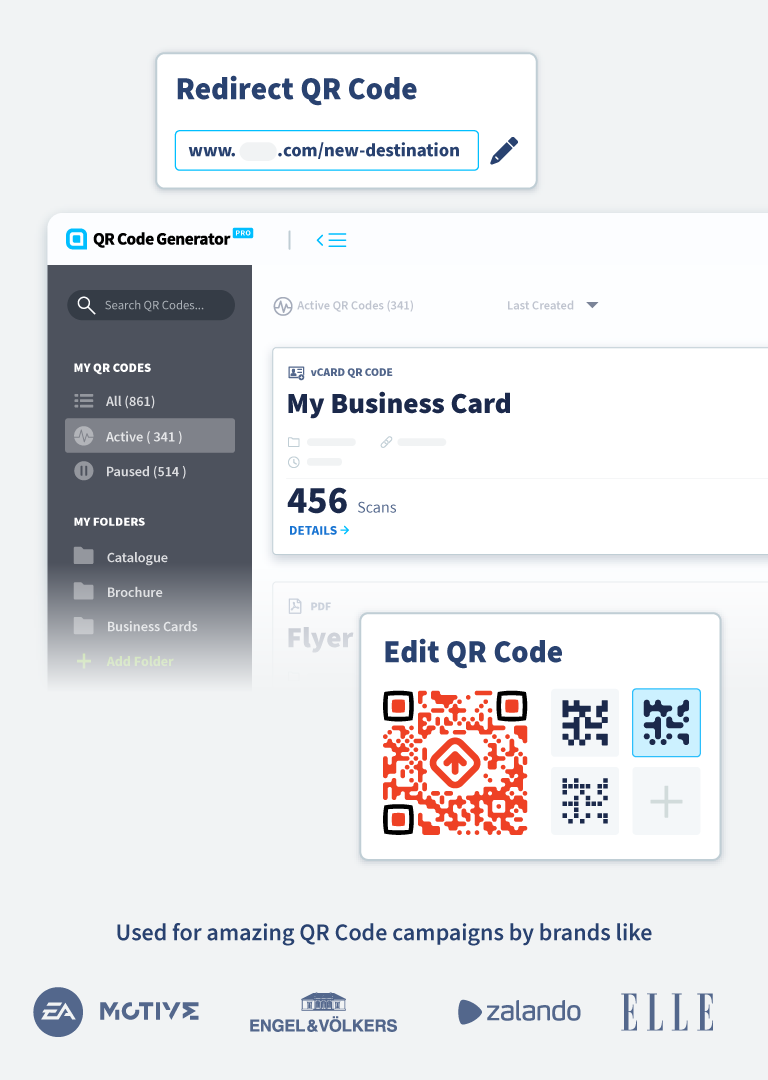 Redirect QR Code
www. .com/new-destination
QR Code Generator PRO
Search QR Codes...
Active QR Codes (341)
Last Created
MY QR CODES
All (861)
Active ( 341 )
Paused (514 )
MY FOLDERS
Catalogue
Brochure
Business Cards
Add Folder
vCARD QR CODE
My Business Card
456 Scans
DETAILS →
PDF
Flyer
Edit QR Code
Used for amazing QR Code campaigns by brands like
EA MOTIVE
ENGEL&VÖLKERS
zalando
ELLE